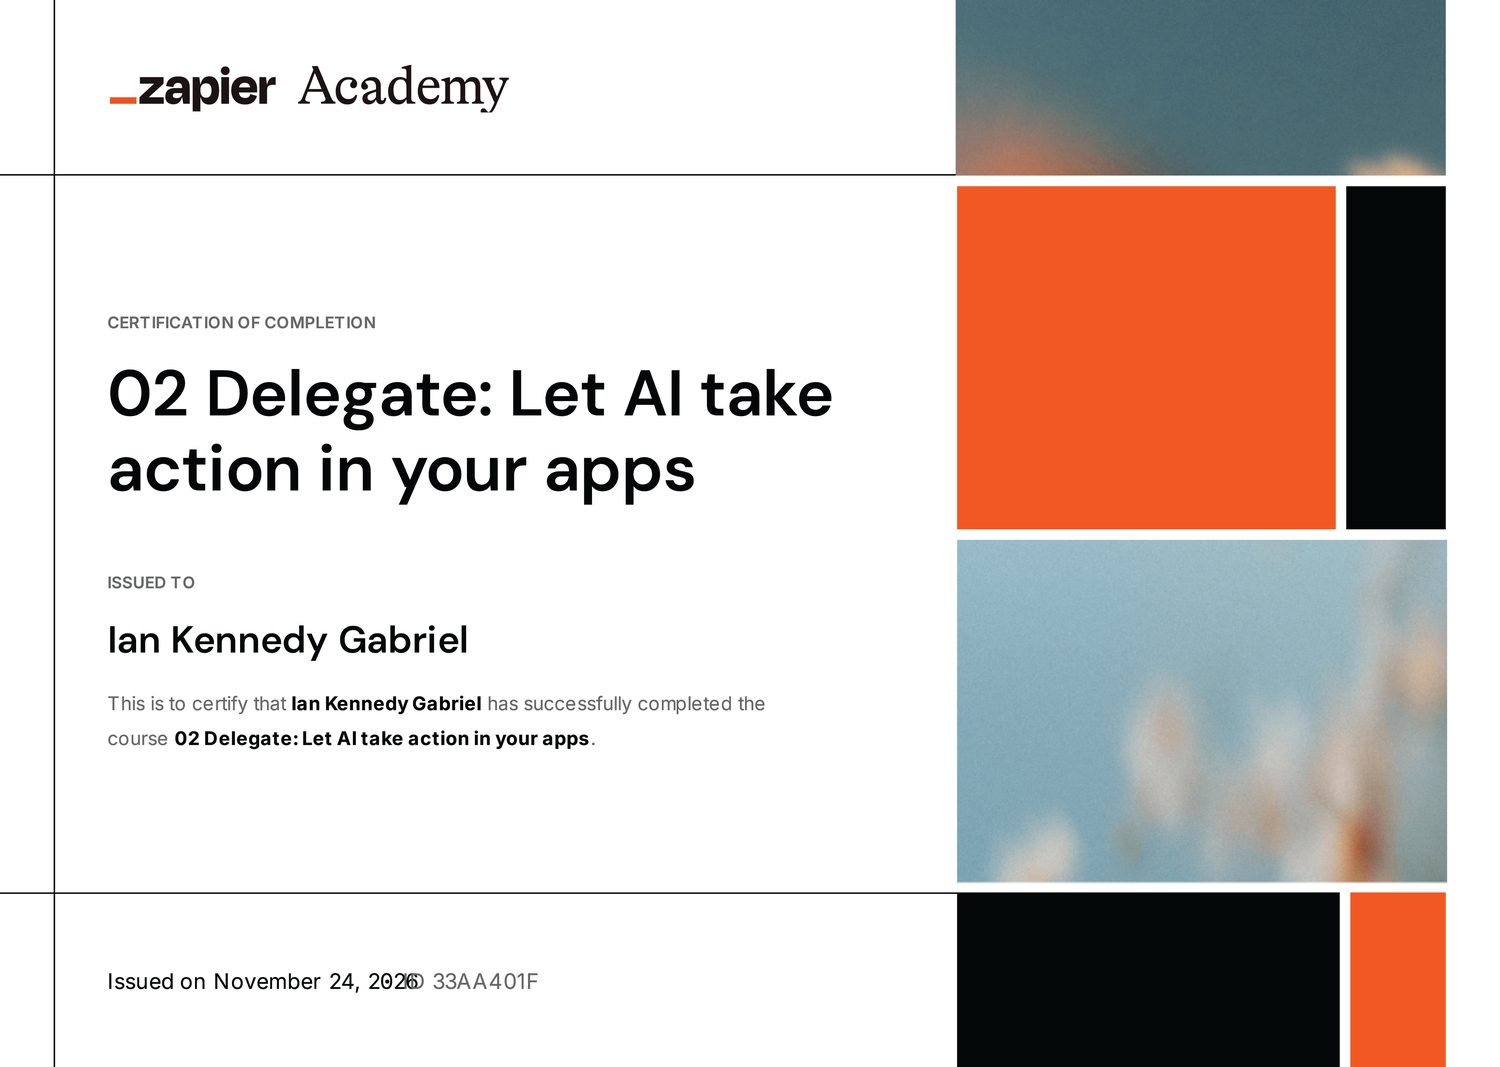 zapier Academy
CERTIFICATION OF COMPLETION
02 Delegate: Let AI take
action in your apps
ISSUED TO
Ian Kennedy Gabriel
This is to certify that Ian Kennedy Gabriel has successfully completed the
course 02 Delegate: Let AI take action in your apps.
Issued on November 24, 2026 · ID 33AA401F